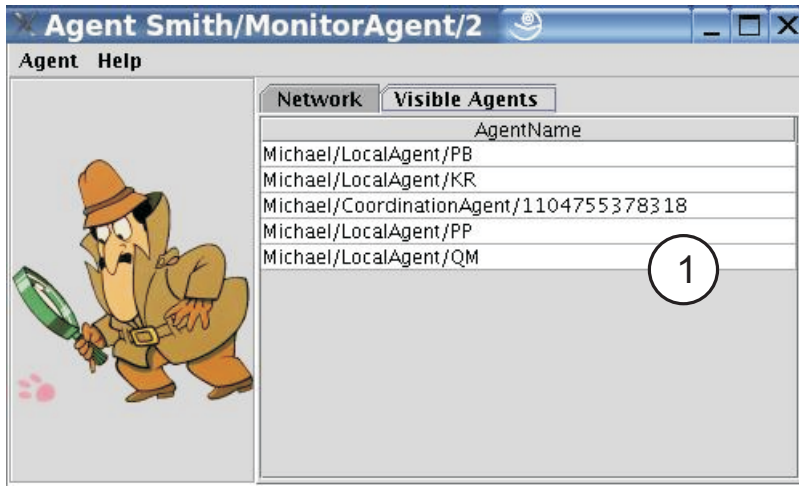 Agent Smith/MonitorAgent/2
Agent Help
Network Visible Agents
AgentName
Michael/LocalAgent/PB
Michael/LocalAgent/KR
Michael/CoordinationAgent/1104755378318
Michael/LocalAgent/PP
Michael/LocalAgent/QM
1